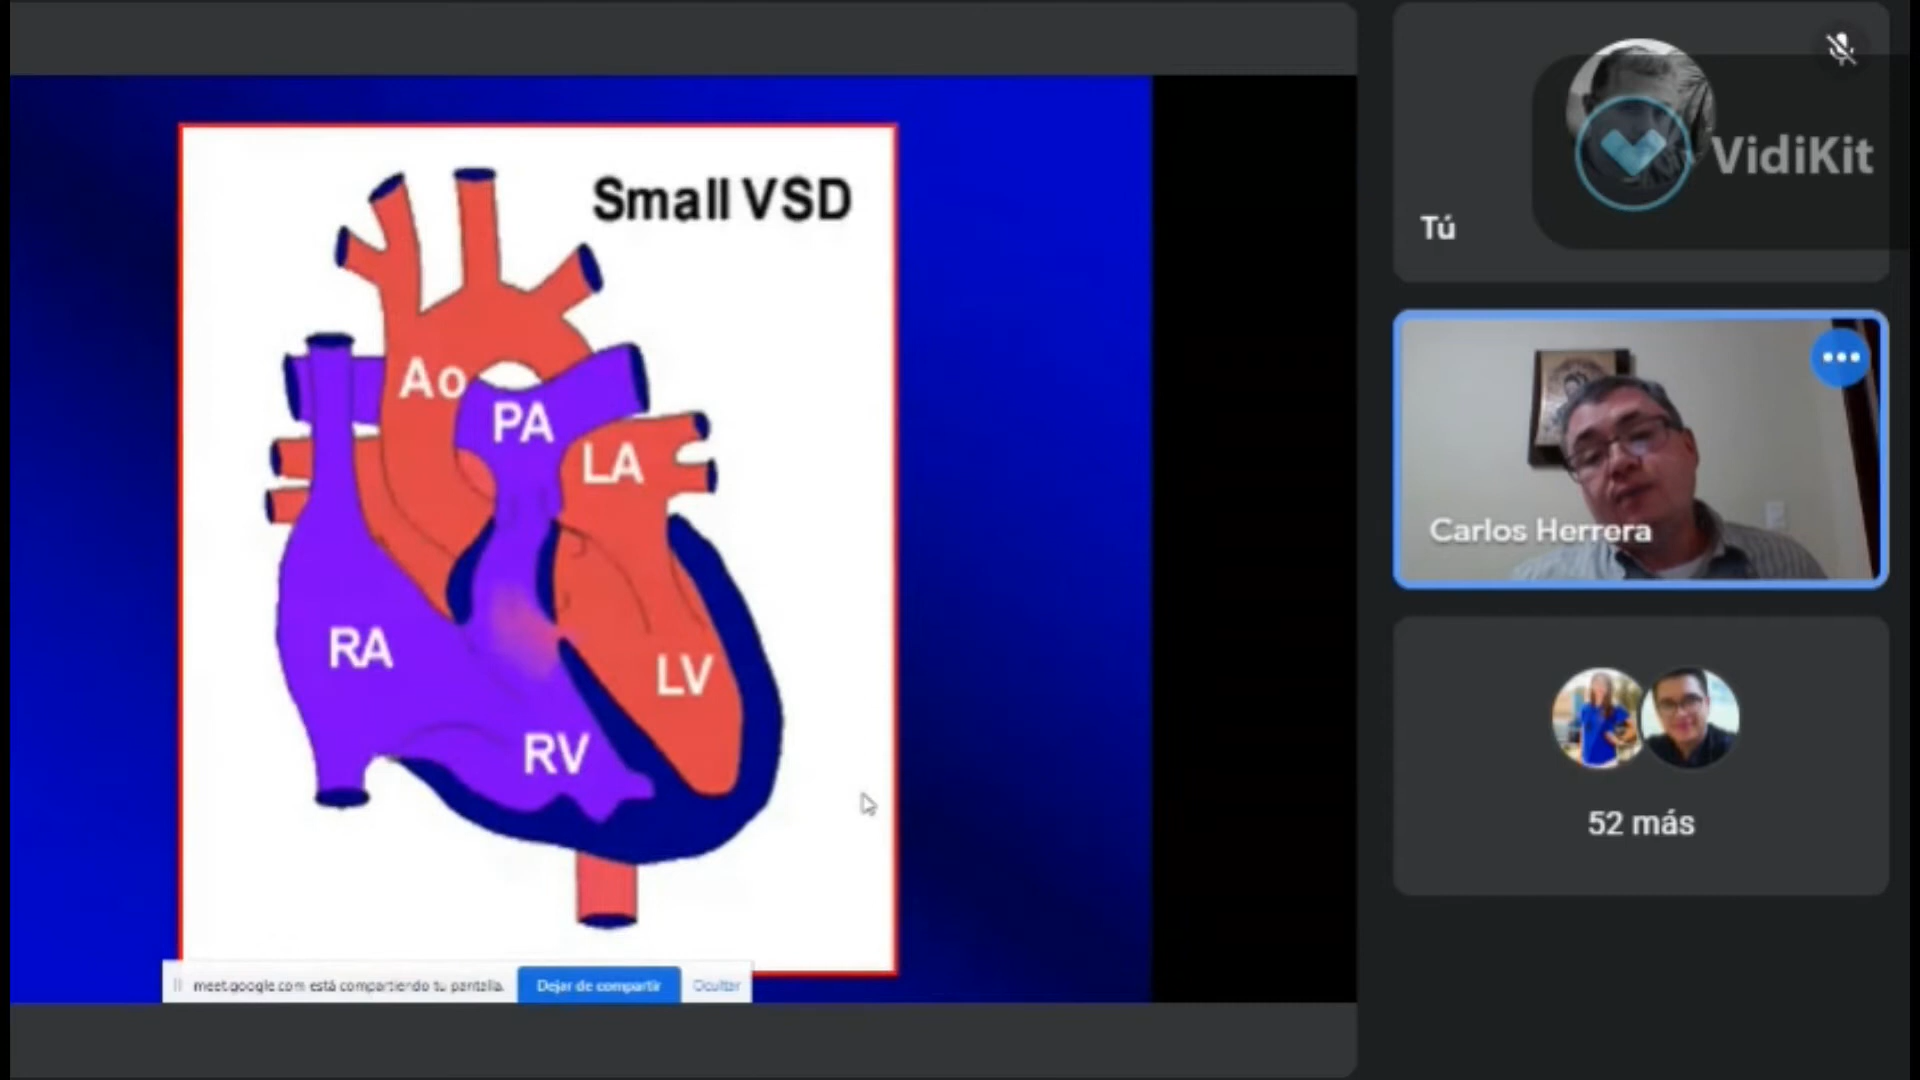 Small VSD
Ao
PA
LA
RA
LV
RV
meet.google.com está compartiendo tu pantalla.
Dejar de compartir
Ocultar
VidiKit
Tú
Carlos Herrera
52 más